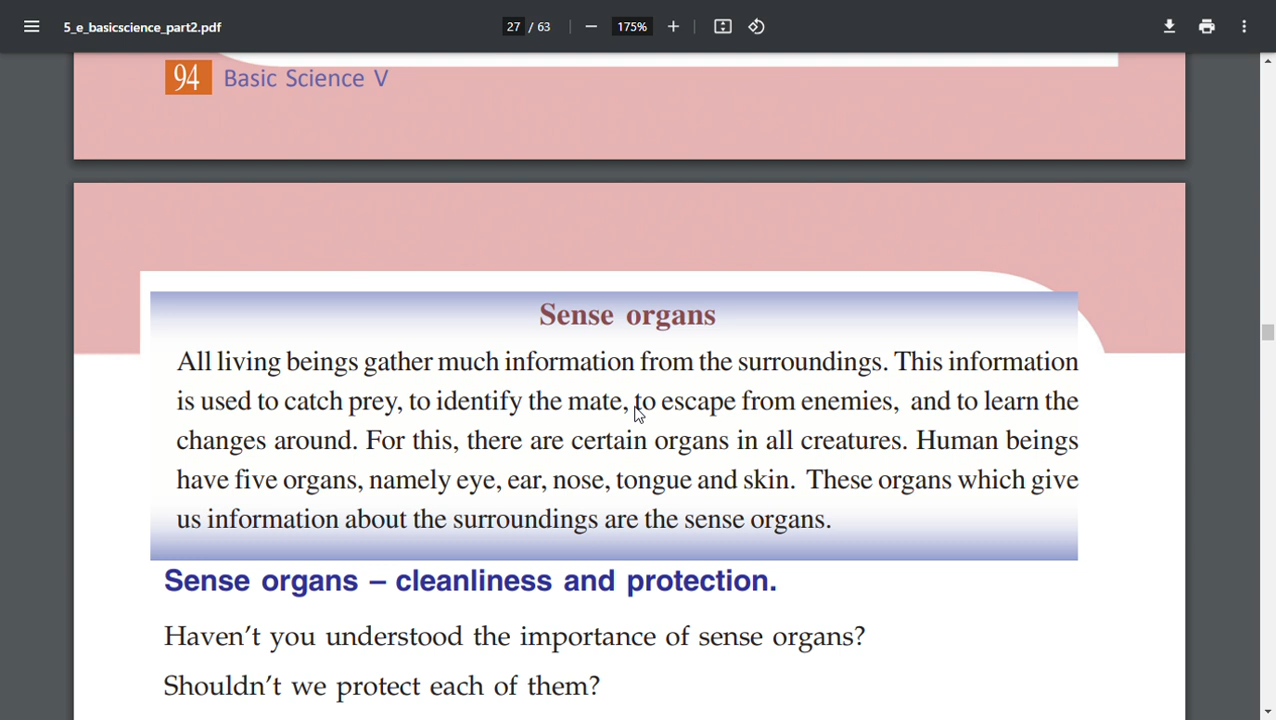 5_e_basicscience_part2.pdf
27 / 63
175%
94 Basic Science V
Sense organs
All living beings gather much information from the surroundings. This information
is used to catch prey, to identify the mate, to escape from enemies, and to learn the
changes around. For this, there are certain organs in all creatures. Human beings
have five organs, namely eye, ear, nose, tongue and skin. These organs which give
us information about the surroundings are the sense organs.
Sense organs – cleanliness and protection.
Haven't you understood the importance of sense organs?
Shouldn't we protect each of them?